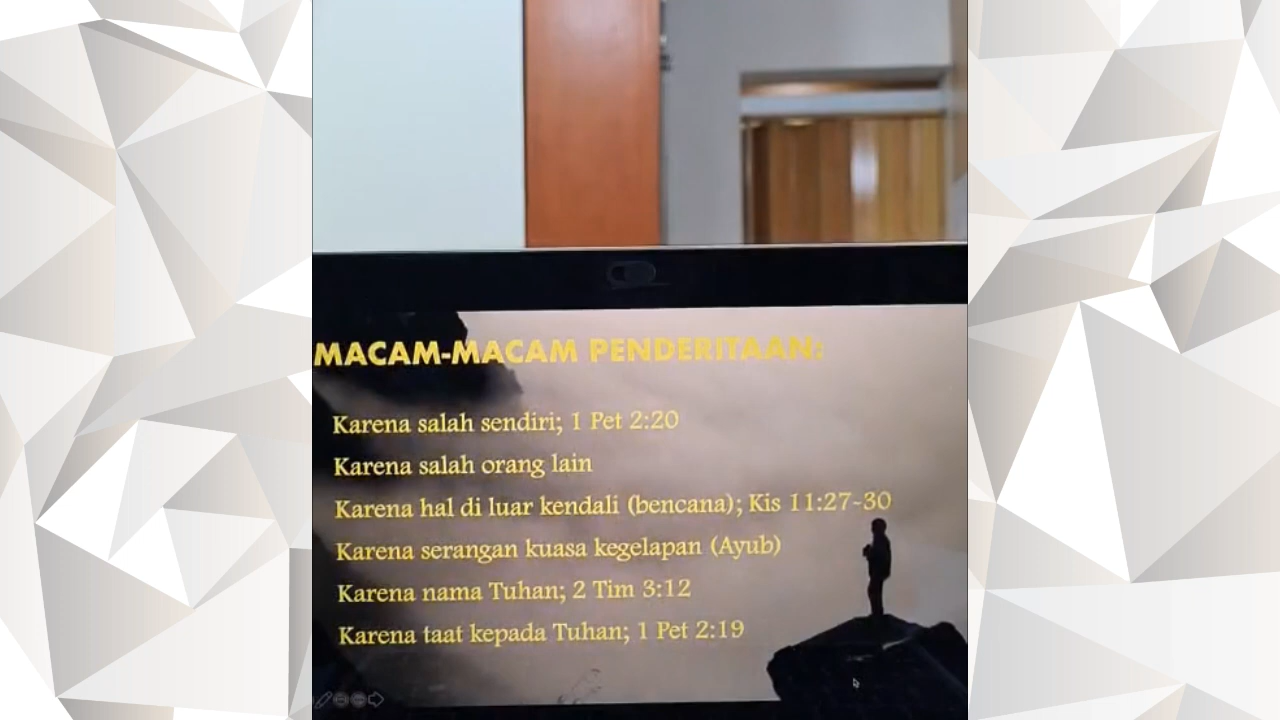 MACAM-MACAM PENDERITAAN:
Karena salah sendiri; 1 Pet 2:20
Karena salah orang lain
Karena hal di luar kendali (bencana); Kis 11:27-30
Karena serangan kuasa kegelapan (Ayub)
Karena nama Tuhan; 2 Tim 3:12
Karena taat kepada Tuhan; 1 Pet 2:19